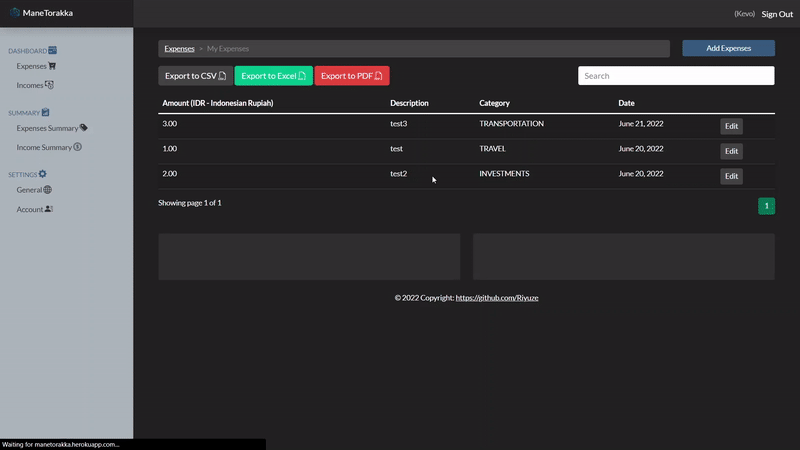 ManeTorakka
(Kevo) Sign Out
DASHBOARD
Expenses
Incomes
SUMMARY
Expenses Summary
Income Summary
SETTINGS
General
Account
Expenses > My Expenses
Add Expenses
Export to CSV Export to Excel Export to PDF
Search
Amount (IDR - Indonesian Rupiah) Description Category Date
3.00 test3 TRANSPORTATION June 21, 2022 Edit
1.00 test TRAVEL June 20, 2022 Edit
2.00 test2 INVESTMENTS June 20, 2022 Edit
Showing page 1 of 1
1
© 2022 Copyright: https://github.com/Riyuze
Waiting for manetorakka.herokuapp.com...